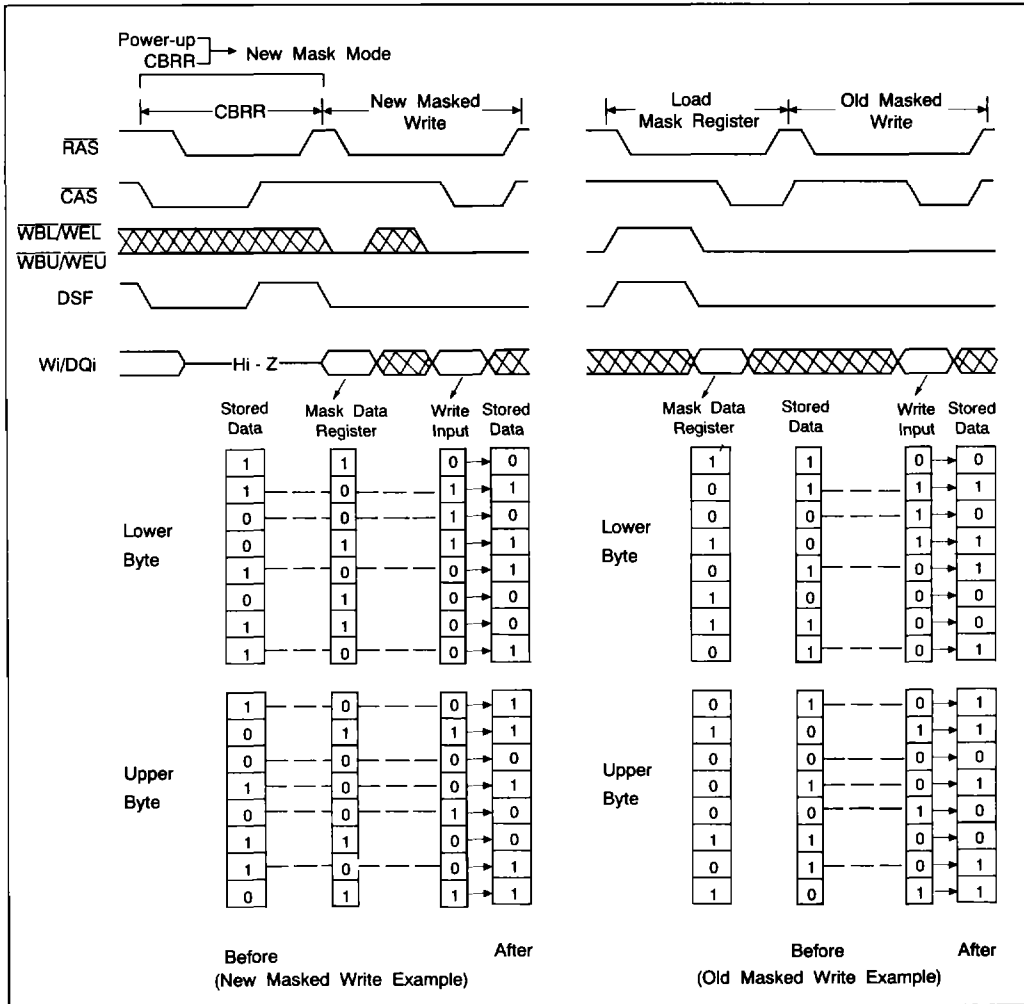 Power-up
CBRR
New Mask Mode
CBRR
New Masked
Write
Load
Mask Register
Old Masked
Write
RAS
CAS
WBL/WEL
WBU/WEU
DSF
Wi/DQi
Hi - Z
Stored
Data
Mask Data
Register
Write
Input
Stored
Data
Mask Data
Register
Stored
Data
Write
Input
Stored
Data
Lower
Byte
1 1 0 0
1 0 1 1
0 0 1 0
0 1 1 1
1 0 0 1
0 1 0 0
1 1 0 0
1 0 0 1
Upper
Byte
1 0 0 1
0 1 1 1
0 0 0 0
1 0 0 1
0 0 1 0
1 1 0 0
1 0 0 1
0 1 1 1
Before
After
(New Masked Write Example)
Lower
Byte
1 1 0 0
0 1 1 1
0 0 1 0
1 0 1 1
0 1 0 1
1 0 0 0
1 1 0 0
0 1 0 1
Upper
Byte
0 1 0 1
1 0 1 1
0 0 0 0
0 1 0 1
0 0 1 0
1 1 0 0
0 1 0 1
1 0 1 1
Before
After
(Old Masked Write Example)